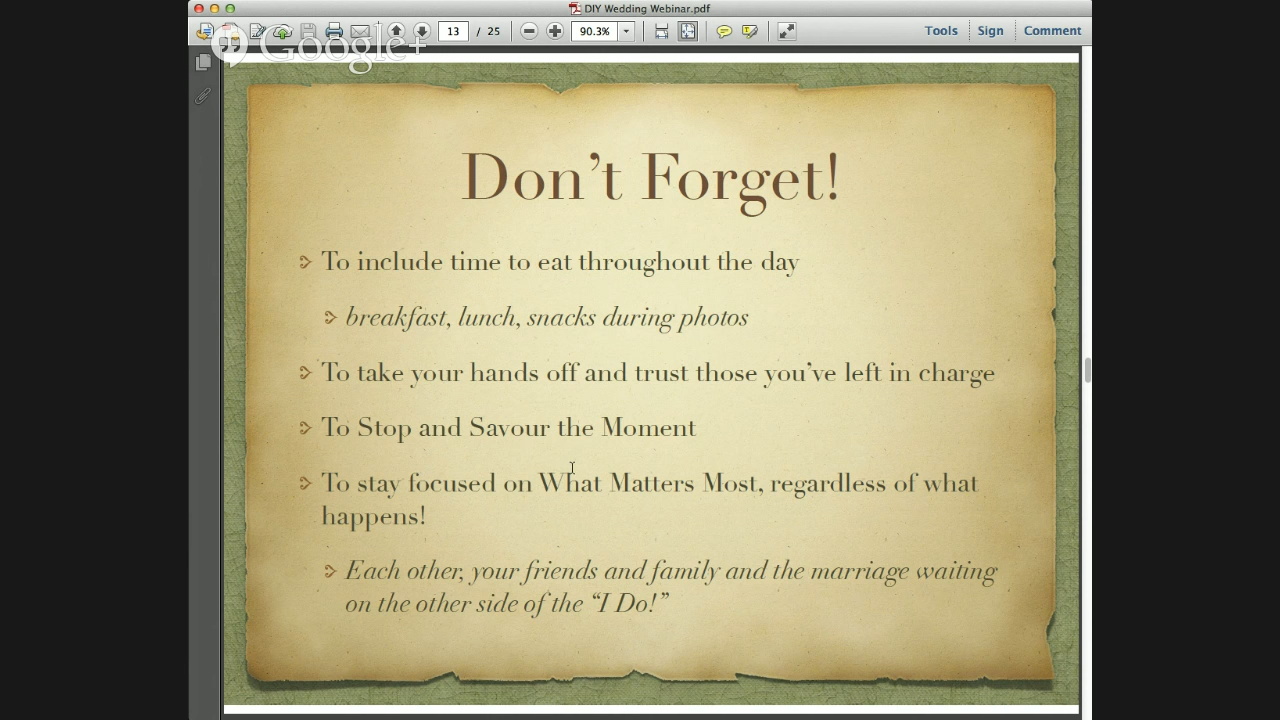 DIY Wedding Webinar.pdf
13 / 25 90.3% Tools Sign Comment
Google+
Don't Forget!
To include time to eat throughout the day
breakfast, lunch, snacks during photos
To take your hands off and trust those you've left in charge
To Stop and Savour the Moment
To stay focused on What Matters Most, regardless of what
happens!
Each other, your friends and family and the marriage waiting
on the other side of the “I Do!”